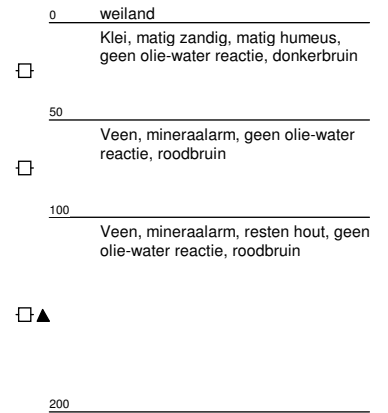 0 weiland
Klei, matig zandig, matig humeus,
geen olie-water reactie, donkerbruin
50
Veen, mineraalarm, geen olie-water
reactie, roodbruin
100
Veen, mineraalarm, resten hout, geen
olie-water reactie, roodbruin
200